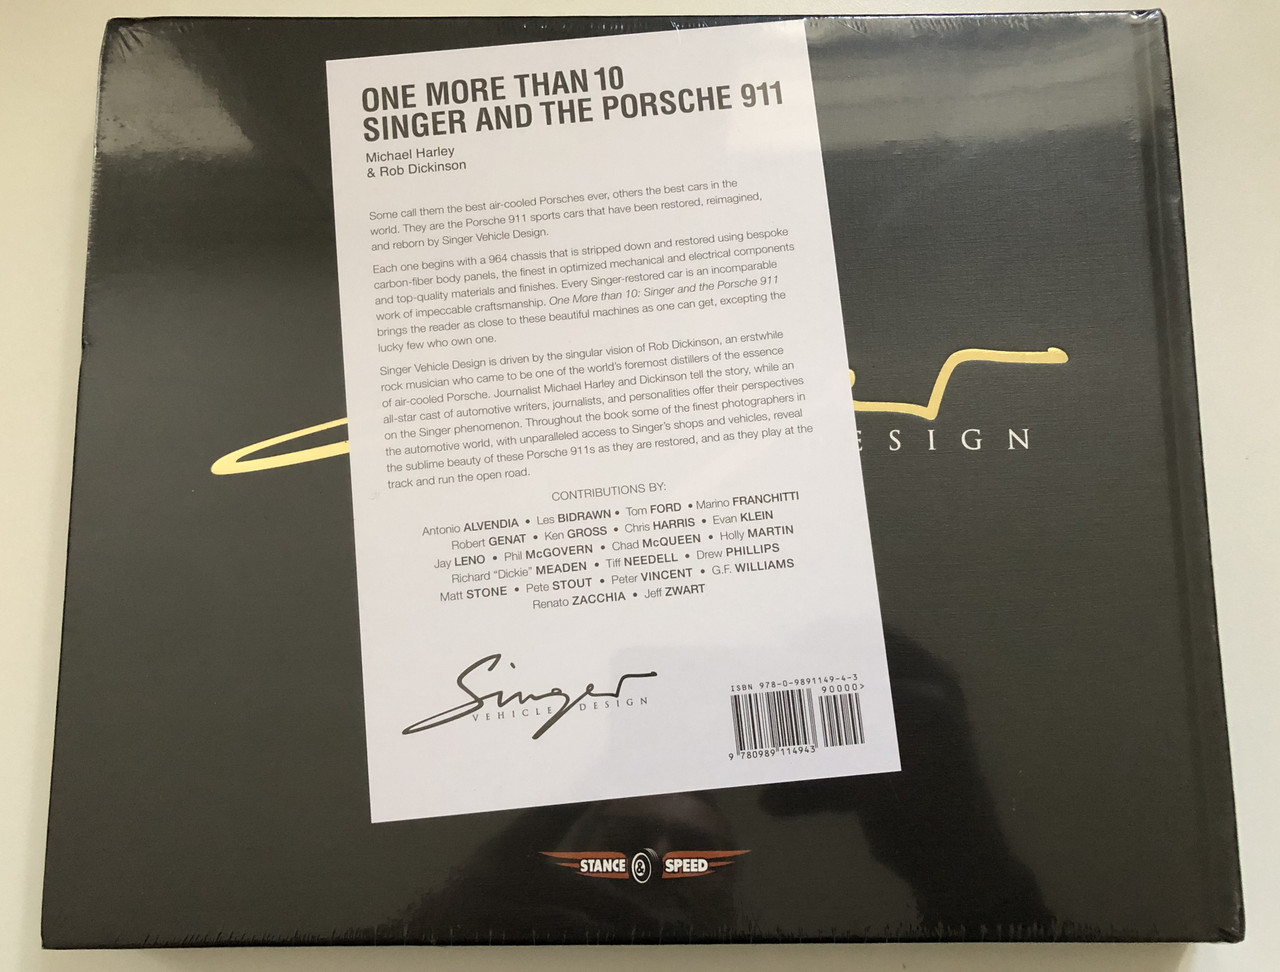 ONE MORE THAN 10
SINGER AND THE PORSCHE 911
Michael Harley
& Rob Dickinson
Some call them the best air-cooled Porsches ever, others the best cars in the
world. They are the Porsche 911 sports cars that have been restored, reimagined,
and reborn by Singer Vehicle Design.
Each one begins with a 964 chassis that is stripped down and restored using bespoke
carbon-fiber body panels, the finest in optimized mechanical and electrical components
and top-quality materials and finishes. Every Singer-restored car is an incomparable
work of impeccable craftsmanship. One More than 10: Singer and the Porsche 911
brings the reader as close to these beautiful machines as one can get, excepting the
lucky few who own one.
Singer Vehicle Design is driven by the singular vision of Rob Dickinson, an erstwhile
rock musician who came to be one of the world's foremost distillers of the essence
of air-cooled Porsche. Journalist Michael Harley and Dickinson tell the story, while an
all-star cast of automotive writers, journalists, and personalities offer their perspectives
on the Singer phenomenon. Throughout the book some of the finest photographers in
the automotive world, with unparalleled access to Singer's shops and vehicles, reveal
the sublime beauty of these Porsche 911s as they are restored, and as they play at the
track and run the open road.
CONTRIBUTIONS BY:
Antonio ALVENDIA • Les BIDRAWN • Tom FORD • Marino FRANCHITTI
Robert GENAT • Ken GROSS • Chris HARRIS • Evan KLEIN
Jay LENO • Phil McGOVERN • Chad McQUEEN • Holly MARTIN
Richard "Dickie" MEADEN • Tiff NEEDELL • Drew PHILLIPS
Matt STONE • Pete STOUT • Peter VINCENT • G.F. WILLIAMS
Renato ZACCHIA • Jeff ZWART
Singer
VEHICLE DESIGN
ISBN 978-0-9891149-4-3
90000>
9 780989 114943
ESIGN
STANCE & SPEED